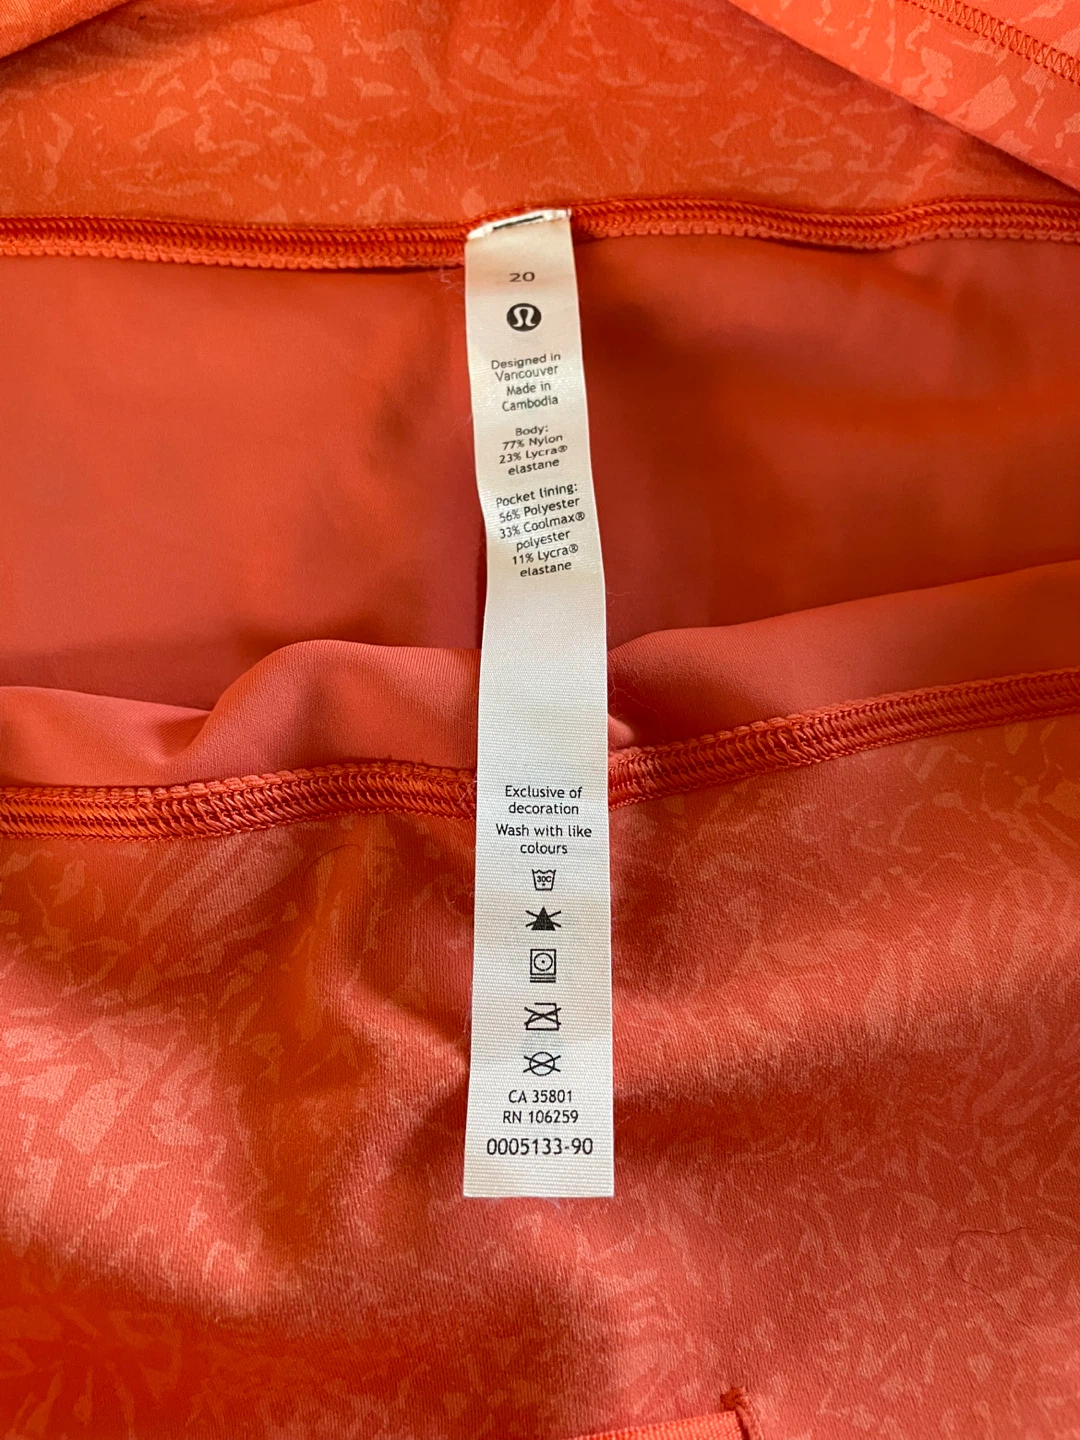 20
Designed in
Vancouver
Made in
Cambodia
Body:
77% Nylon
23% Lycra®
elastane
Pocket lining:
56% Polyester
33% Coolmax®
polyester
11% Lycra®
elastane
Exclusive of
decoration
Wash with like
colours
30C
CA 35801
RN 106259
0005133-90